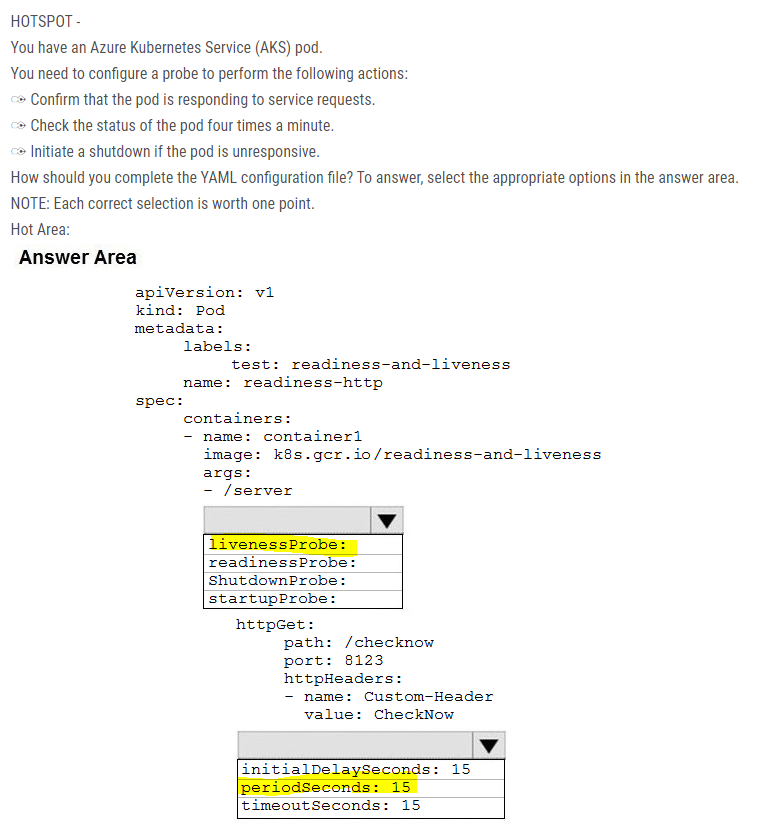 HOTSPOT -
You have an Azure Kubernetes Service (AKS) pod.
You need to configure a probe to perform the following actions:
Confirm that the pod is responding to service requests.
Check the status of the pod four times a minute.
Initiate a shutdown if the pod is unresponsive.
How should you complete the YAML configuration file? To answer, select the appropriate options in the answer area.
NOTE: Each correct selection is worth one point.
Hot Area:
Answer Area
apiVersion: v1
kind: Pod
metadata:
labels:
test: readiness-and-liveness
name: readiness-http
spec:
containers:
- name: container1
image: k8s.gcr.io/readiness-and-liveness
args:
- /server
livenessProbe:
readinessProbe:
ShutdownProbe:
startupProbe:
httpGet:
path: /checknow
port: 8123
httpHeaders:
- name: Custom-Header
value: CheckNow
initialDelaySeconds: 15
periodSeconds: 15
timeoutSeconds: 15